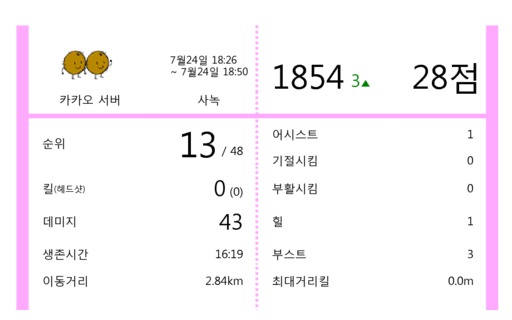 7월24일 18:26
~ 7월24일 18:50
카카오 서버
사녹
1854 3▲
28점
순위 13 / 48
킬(헤드샷) 0 (0)
데미지 43
생존시간 16:19
이동거리 2.84km
어시스트 1
기절시킴 0
부활시킴 0
힐 1
부스트 3
최대거리킬 0.0m